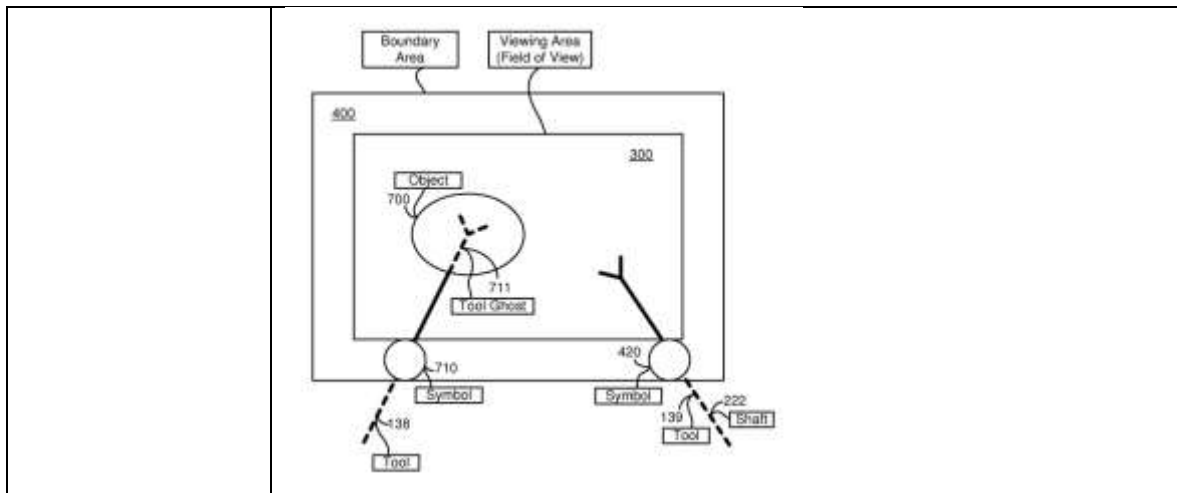 Boundary
Area
Viewing Area
(Field of View)
400
300
Object
700
711
Tool Ghost
710
Symbol
420
Symbol
138
Tool
139
Tool
222
Shaft